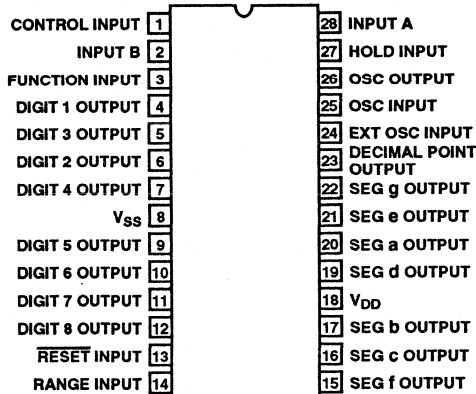 CONTROL INPUT 1
INPUT B 2
FUNCTION INPUT 3
DIGIT 1 OUTPUT 4
DIGIT 3 OUTPUT 5
DIGIT 2 OUTPUT 6
DIGIT 4 OUTPUT 7
VSS 8
DIGIT 5 OUTPUT 9
DIGIT 6 OUTPUT 10
DIGIT 7 OUTPUT 11
DIGIT 8 OUTPUT 12
RESET INPUT 13
RANGE INPUT 14
28 INPUT A
27 HOLD INPUT
26 OSC OUTPUT
25 OSC INPUT
24 EXT OSC INPUT
23 DECIMAL POINT
OUTPUT
22 SEG g OUTPUT
21 SEG e OUTPUT
20 SEG a OUTPUT
19 SEG d OUTPUT
18 VDD
17 SEG b OUTPUT
16 SEG c OUTPUT
15 SEG f OUTPUT